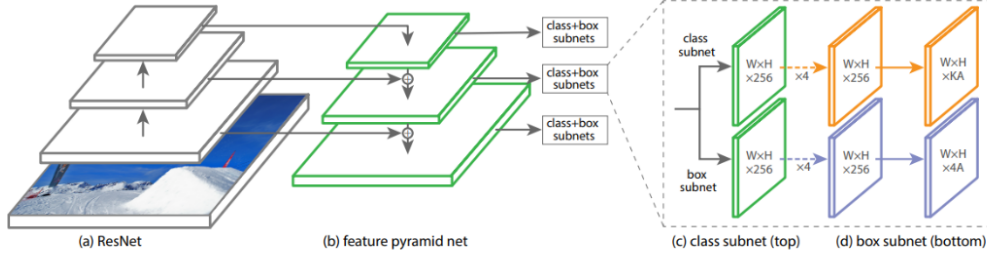 class+box
subnets
class+box
subnets
class+box
subnets
class
subnet
W×H
×256
×4
W×H
×256
W×H
×KA
box
subnet
W×H
×256
×4
W×H
×256
W×H
×4A
(a) ResNet
(b) feature pyramid net
(c) class subnet (top)
(d) box subnet (bottom)